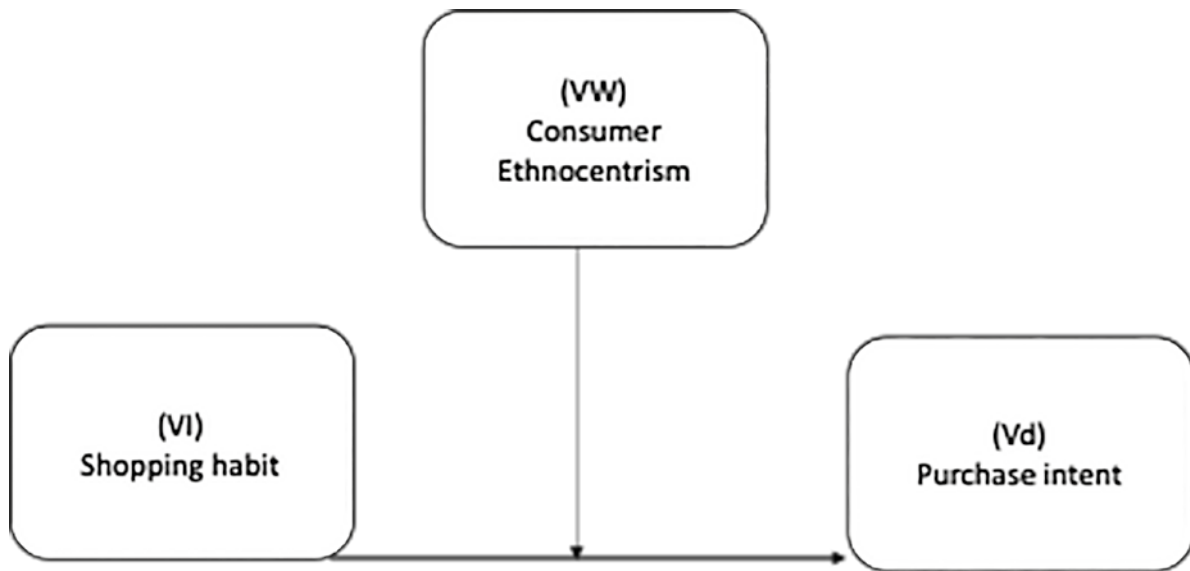 (VW)
Consumer
Ethnocentrism
(VI)
Shopping habit
(Vd)
Purchase intent